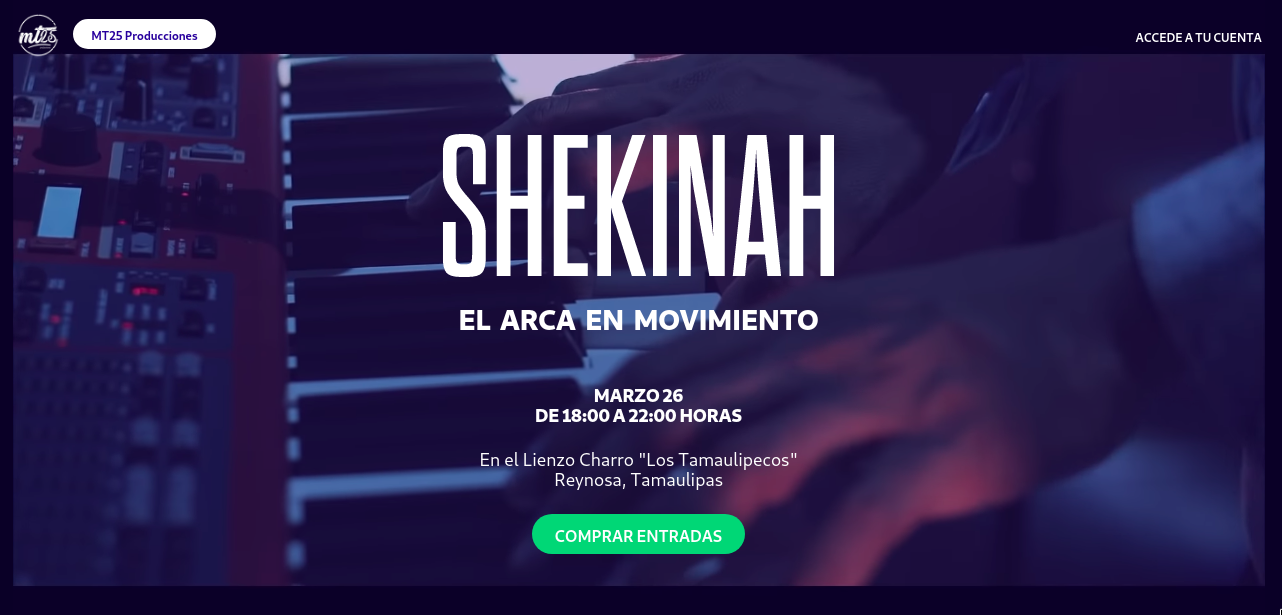 mt25
MT25 Producciones
ACCEDE A TU CUENTA
SHEKINAH
EL ARCA EN MOVIMIENTO
MARZO 26
DE 18:00 A 22:00 HORAS
En el Lienzo Charro "Los Tamaulipecos"
Reynosa, Tamaulipas
COMPRAR ENTRADAS